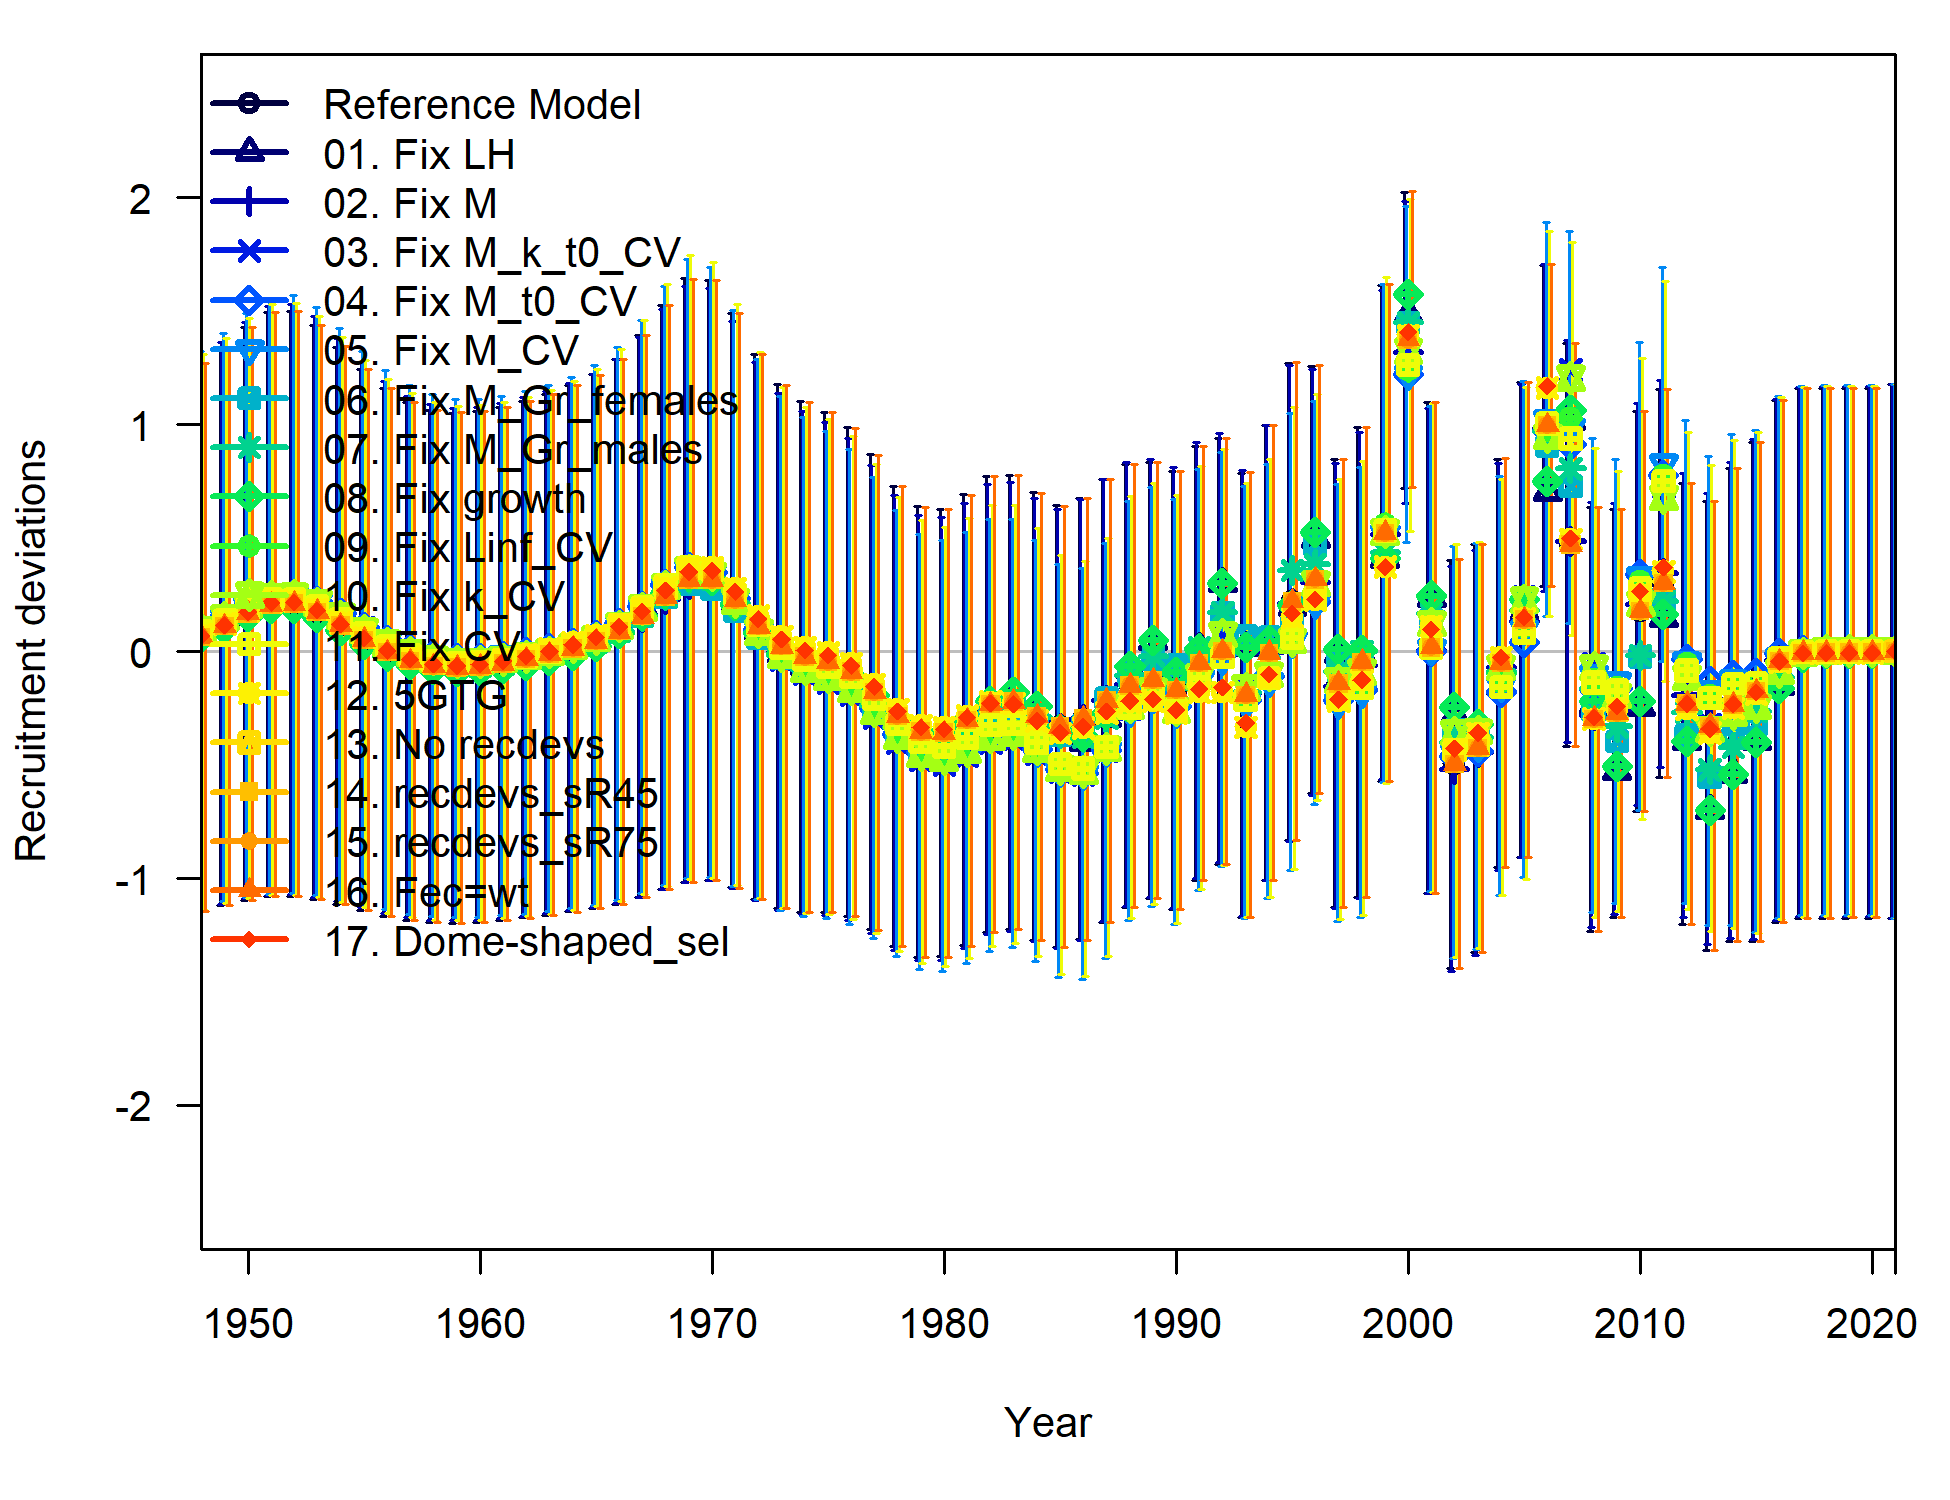 Reference Model
01. Fix LH
02. Fix M
03. Fix M_k_t0_CV
04. Fix M_t0_CV
05. Fix M_CV
06. Fix M_Gr_females
07. Fix M_Gr_males
08. Fix growth
09. Fix Linf_CV
10. Fix k_CV
11. Fix CV
12. 5GTG
13. No recdevs
14. recdevs_sR45
15. recdevs_sR75
16. Fec=wt
17. Dome-shaped_sel
2
1
0
-1
-2
Recruitment deviations
1950 1960 1970 1980 1990 2000 2010 2020
Year